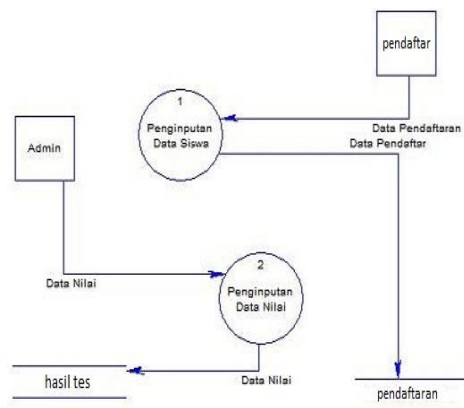 pendaftar
1
Penginputan
Data Siswa
Data Pendaftaran
Data Pendaftar
Admin
2
Penginputan
Data Nilai
Data Nilai
hasil tes
Data Nilai
pendaftaran